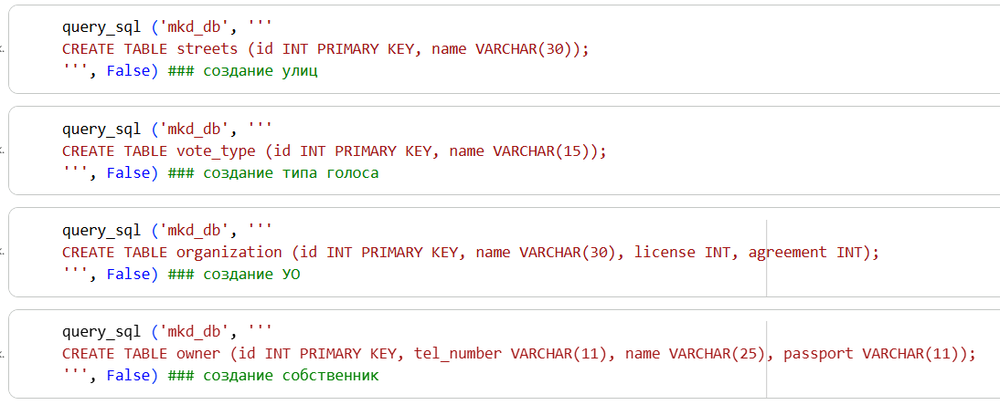 query_sql ('mkd_db', '''
CREATE TABLE streets (id INT PRIMARY KEY, name VARCHAR(30));
''', False) ### создание улиц
query_sql ('mkd_db', '''
CREATE TABLE vote_type (id INT PRIMARY KEY, name VARCHAR(15));
''', False) ### создание типа голоса
query_sql ('mkd_db', '''
CREATE TABLE organization (id INT PRIMARY KEY, name VARCHAR(30), license INT, agreement INT);
''', False) ### создание УО
query_sql ('mkd_db', '''
CREATE TABLE owner (id INT PRIMARY KEY, tel_number VARCHAR(11), name VARCHAR(25), passport VARCHAR(11));
''', False) ### создание собственник